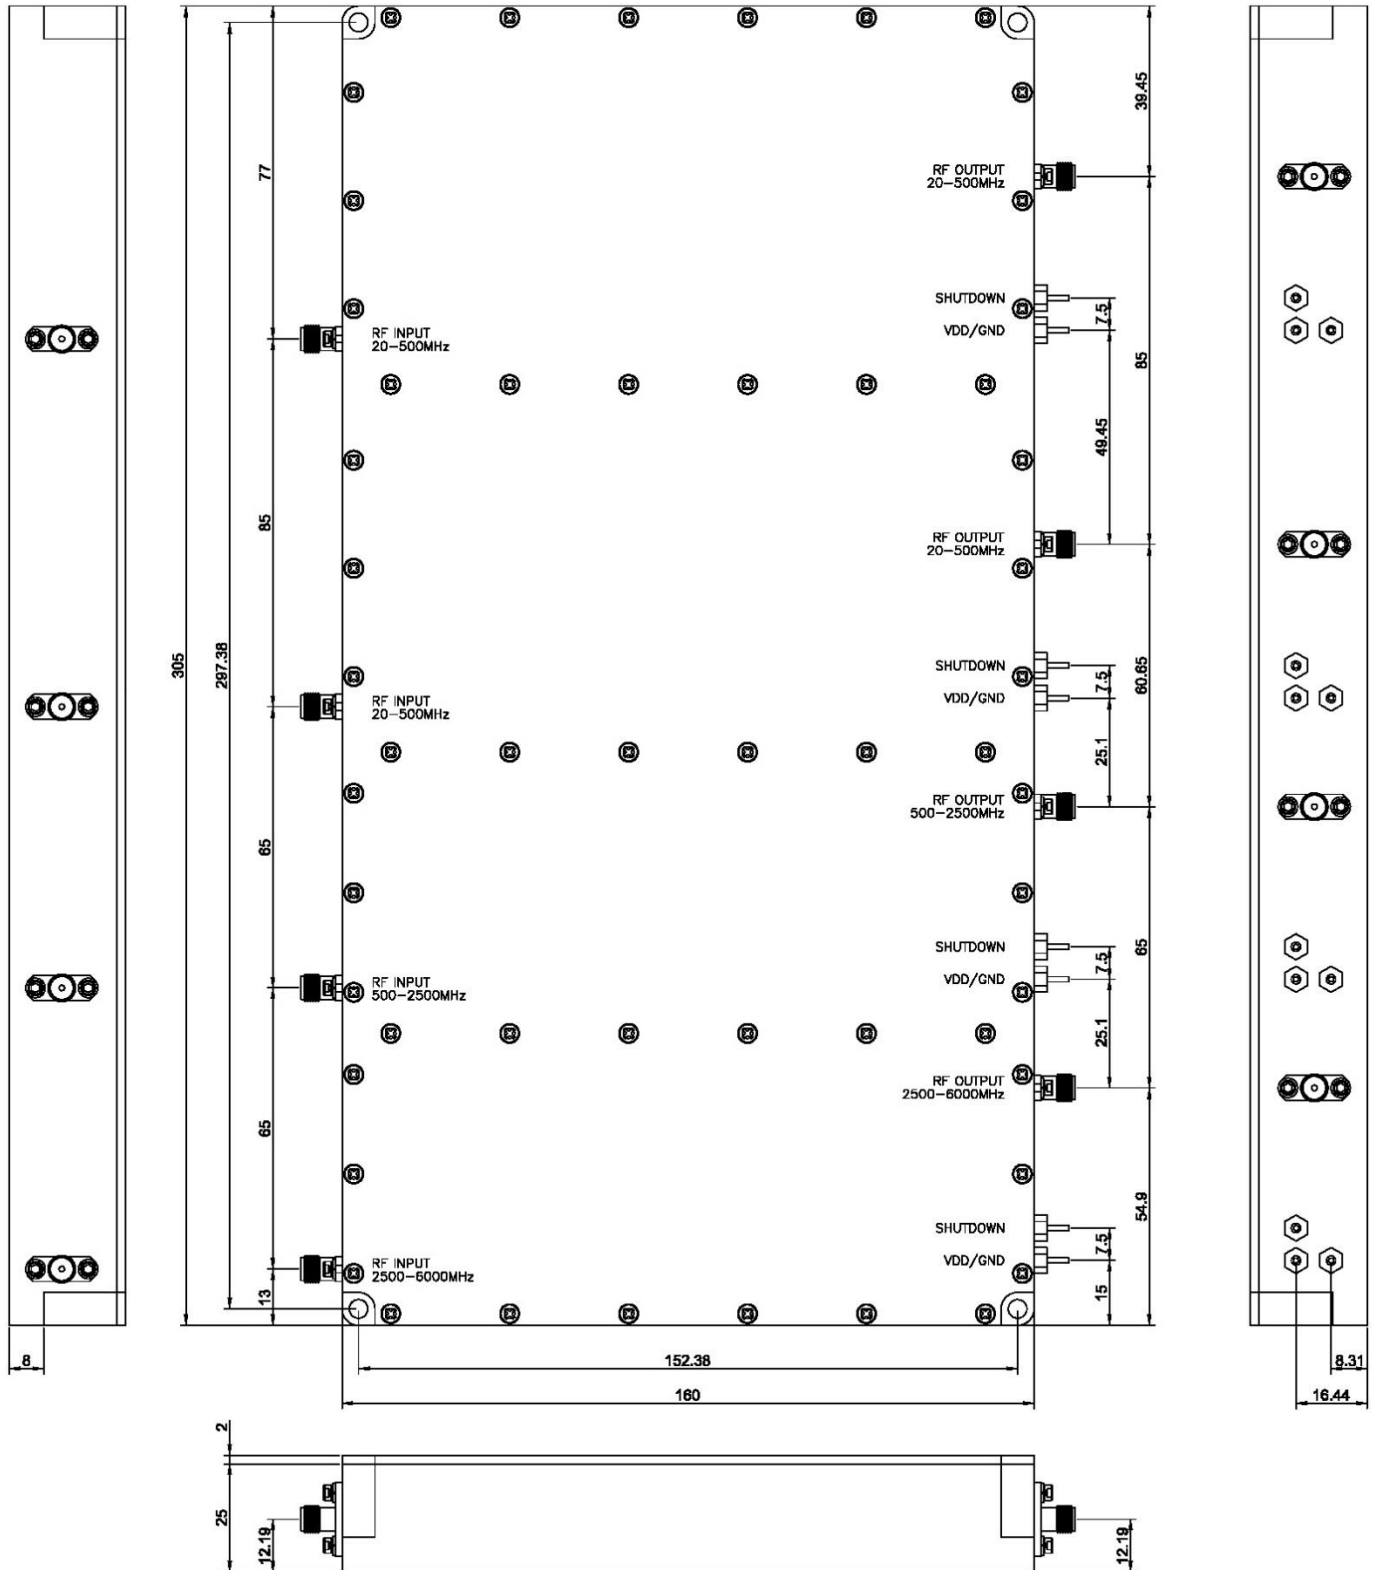 39.45
77
RF OUTPUT
20-500MHz
SHUTDOWN
7.5
VDD/GND
RF INPUT
20-500MHz
85
49.45
85
RF OUTPUT
20-500MHz
305
297.38
SHUTDOWN
7.5
60.65
VDD/GND
RF INPUT
20-500MHz
25.1
RF OUTPUT
500-2500MHz
65
SHUTDOWN
65
7.5
VDD/GND
RF INPUT
500-2500MHz
25.1
RF OUTPUT
2500-6000MHz
65
54.9
SHUTDOWN
7.5
VDD/GND
RF INPUT
2500-6000MHz
13
15
8
152.38
8.31
160
16.44
2
25
12.19
12.19